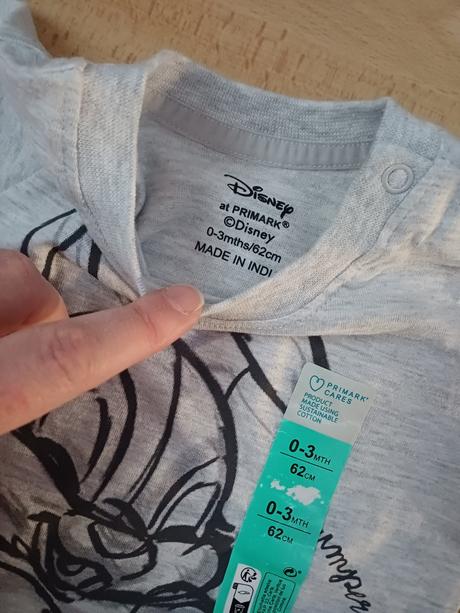 Disney
at PRIMARK®
©Disney
0-3mths/62cm
MADE IN INDI
PRIMARK®
CARES
PRODUCT
MADE USING
SUSTAINABLE
COTTON
0-3MTH
62CM
0-3MTH
62CM